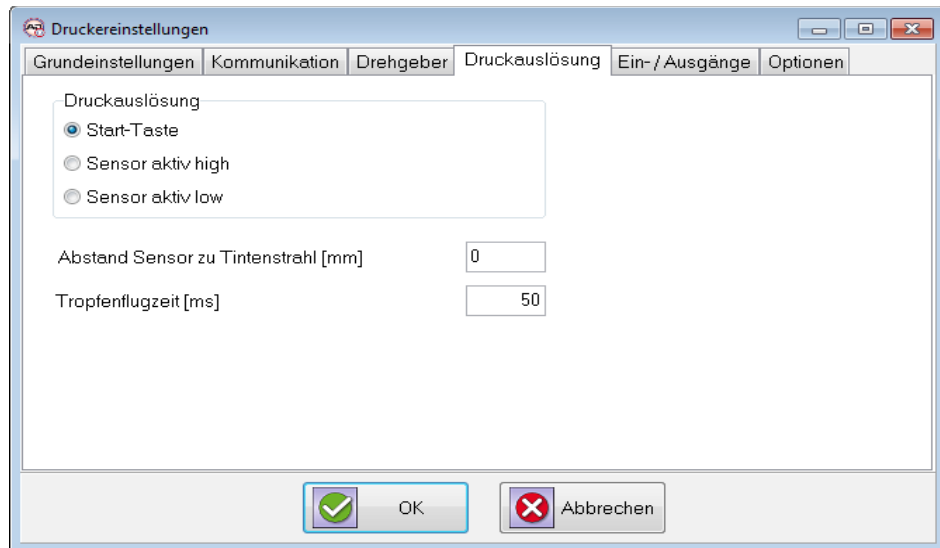 Druckereinstellungen
Grundeinstellungen Kommunikation Drehgeber Druckauslösung Ein-/Ausgänge Optionen
Druckauslösung
Start-Taste
Sensor aktiv high
Sensor aktiv low
Abstand Sensor zu Tintenstrahl [mm] 0
Tropfenflugzeit [ms] 50
OK Abbrechen